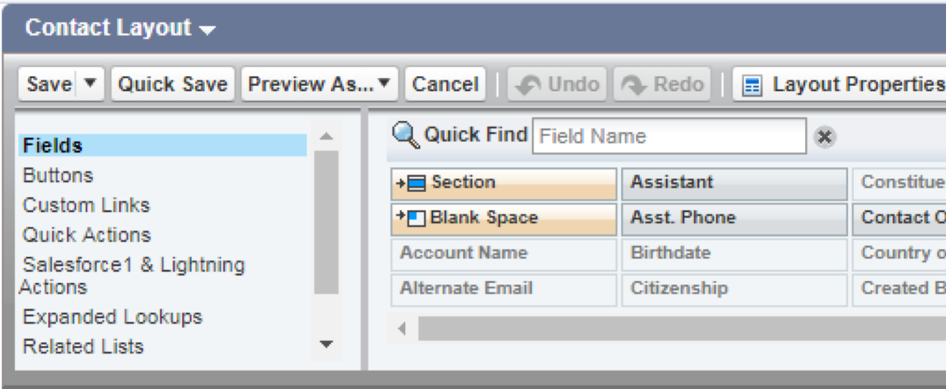 Contact Layout
Save Quick Save Preview As... Cancel Undo Redo Layout Properties
Fields
Buttons
Custom Links
Quick Actions
Salesforce1 & Lightning
Actions
Expanded Lookups
Related Lists
Quick Find Field Name
Section Assistant Constitue
Blank Space Asst. Phone Contact O
Account Name Birthdate Country o
Alternate Email Citizenship Created B